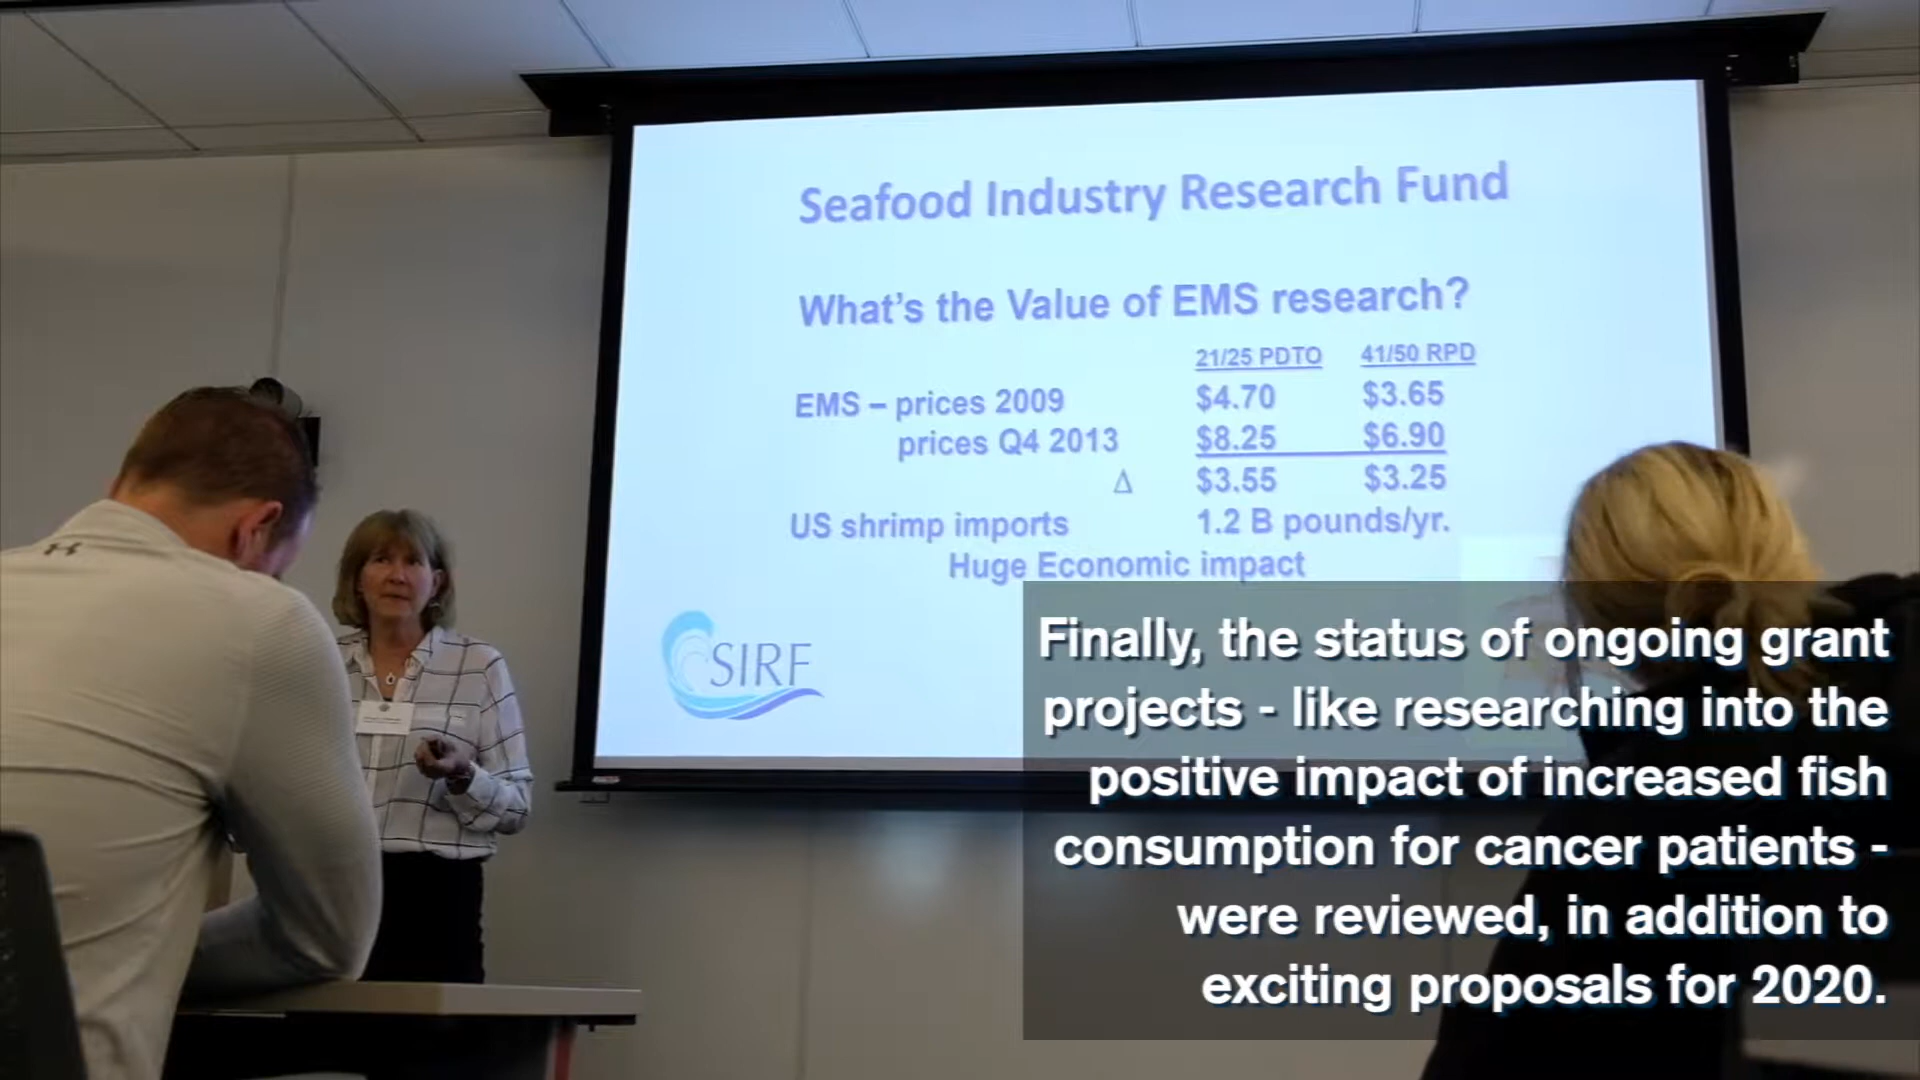 Seafood Industry Research Fund
What's the Value of EMS research?
21/25 PDTO 41/50 RPD
EMS – prices 2009 $4.70 $3.65
prices Q4 2013 $8.25 $6.90
Δ $3.55 $3.25
US shrimp imports 1.2 B pounds/yr.
Huge Economic impact
SIRF
Finally, the status of ongoing grant
projects - like researching into the
positive impact of increased fish
consumption for cancer patients -
were reviewed, in addition to
exciting proposals for 2020.